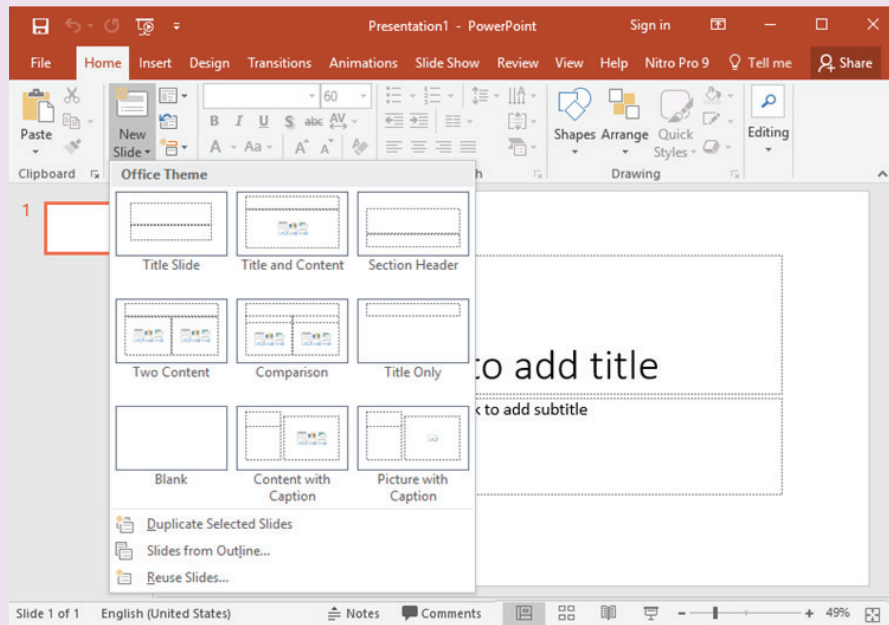 Presentation1 - PowerPoint Sign in
File Home Insert Design Transitions Animations Slide Show Review View Help Nitro Pro 9 Tell me Share
60
B I U S abc AV
A Aa A A
Paste New Slide Shapes Arrange Quick Styles Editing
Clipboard h Drawing
Office Theme
1
Title Slide Title and Content Section Header
Two Content Comparison Title Only
Blank Content with Caption Picture with Caption
Duplicate Selected Slides
Slides from Outline...
Reuse Slides...
to add title
k to add subtitle
Slide 1 of 1 English (United States) Notes Comments - + 49%